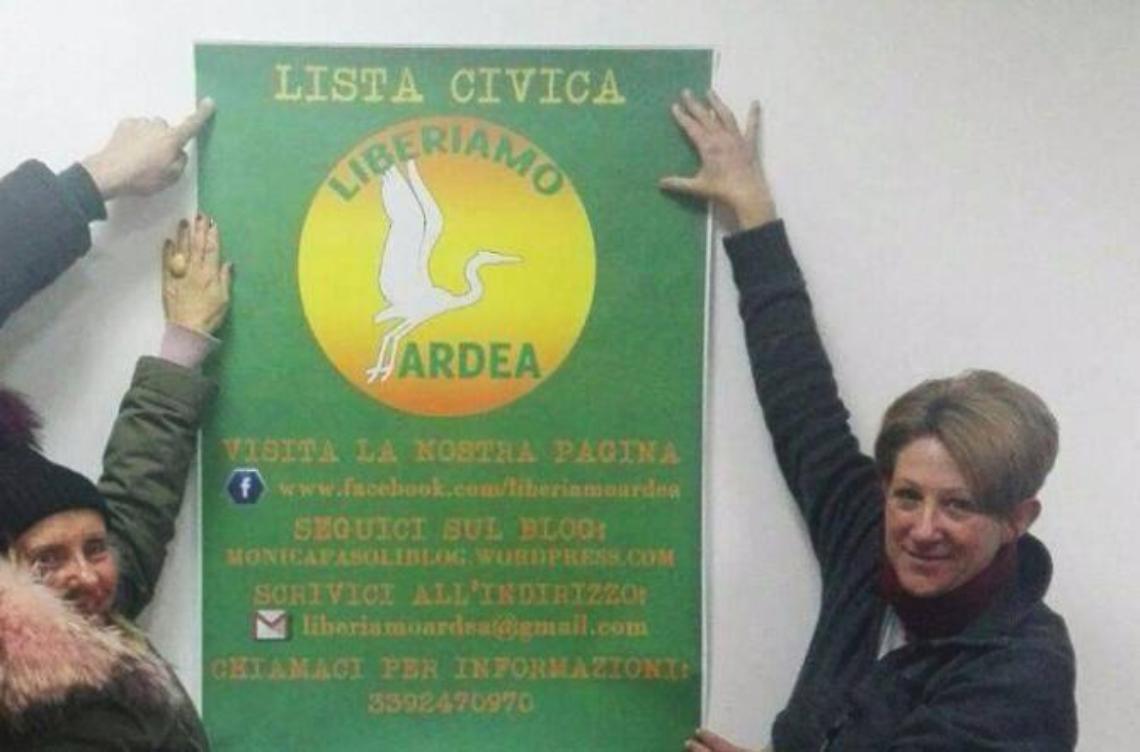 LISTA CIVICA
LIBERIAMO
ARDEA
VISITA LA NOSTRA PAGINA
f www.facebook.com/liberiamoardea
SEGUICI SUL BLOG:
MONICAFASOLIBLOG.WORDPRESS.COM
SCRIVICI ALL'INDIRIZZO:
liberiamoardea@gmail.com
CHIAMACI PER INFORMAZIONI:
3392470970